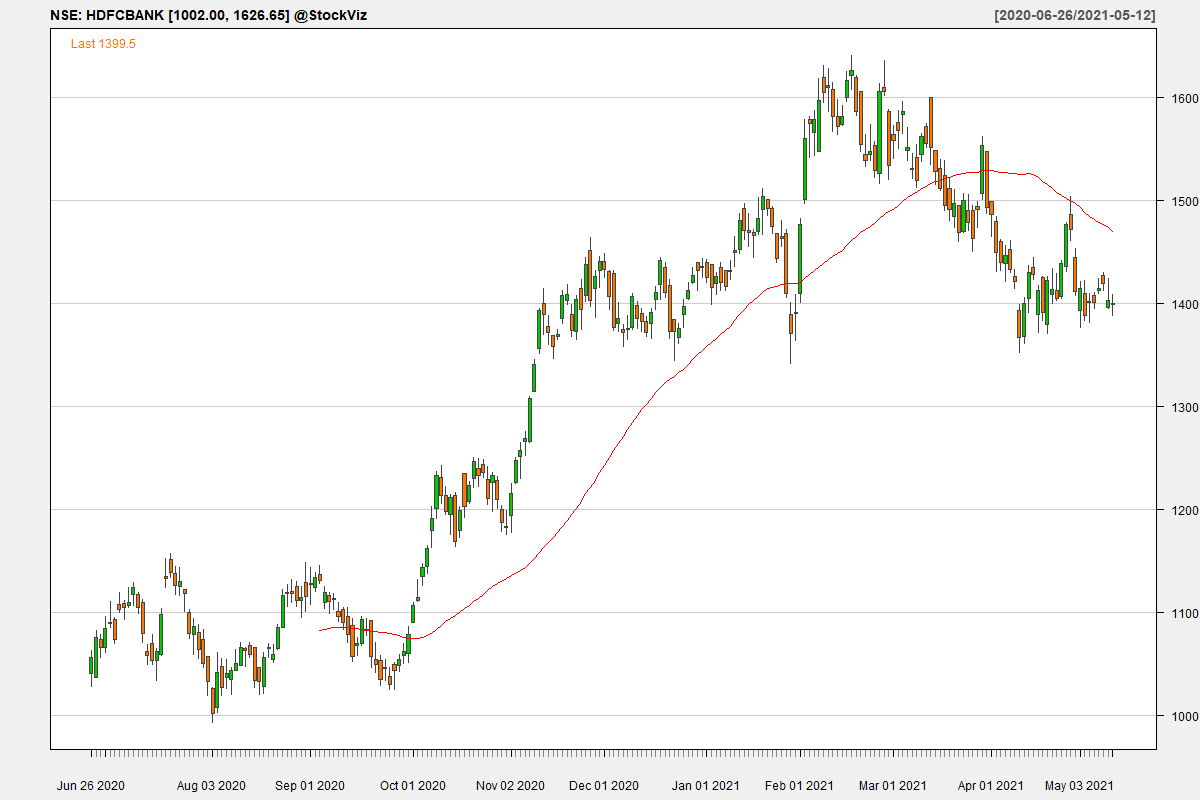 NSE: HDFCBANK [1002.00, 1626.65] @StockViz [2020-06-26/2021-05-12]
Last 1399.5
1600
1500
1400
1300
1200
1100
1000
Jun 26 2020 Aug 03 2020 Sep 01 2020 Oct 01 2020 Nov 02 2020 Dec 01 2020 Jan 01 2021 Feb 01 2021 Mar 01 2021 Apr 01 2021 May 03 2021